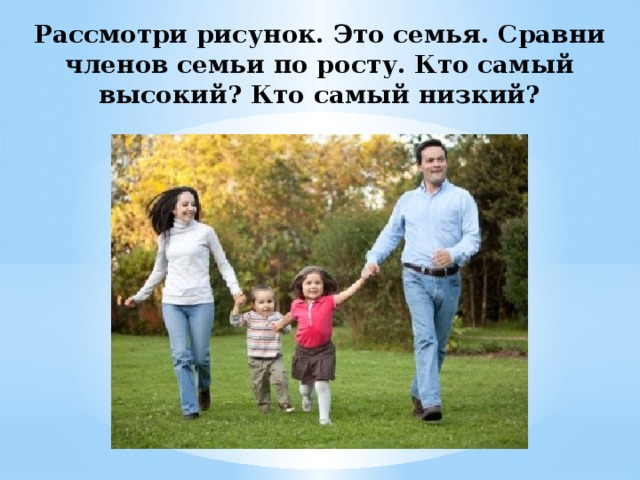 Рассмотри рисунок. Это семья. Сравни
членов семьи по росту. Кто самый
высокий? Кто самый низкий?